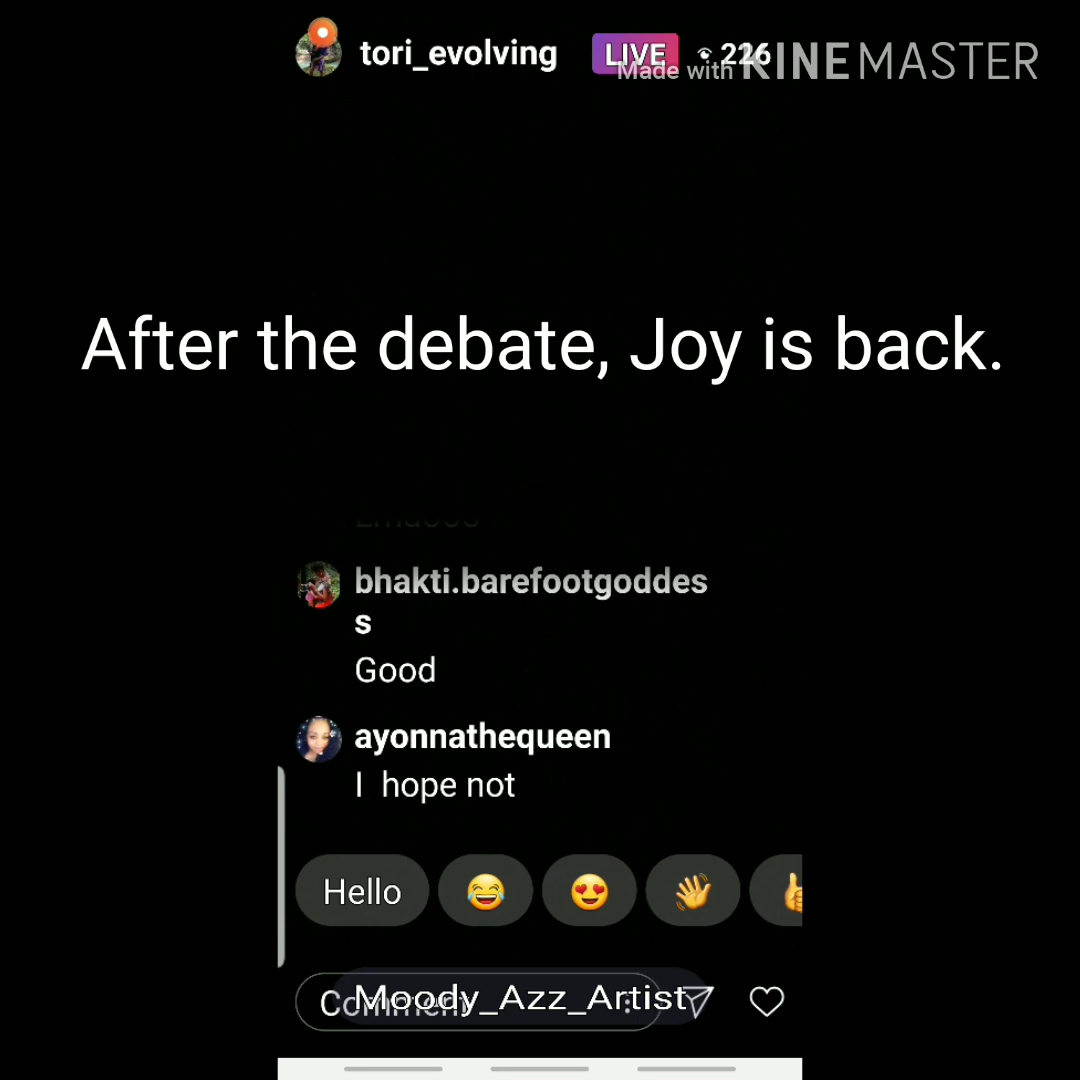 tori_evolving LIVE 226
Made with KINEMASTER
After the debate, Joy is back.
bhakti.barefootgoddes
s
Good
ayonnathequeen
I hope not
Hello
Comment
Moody_Azz_Artist